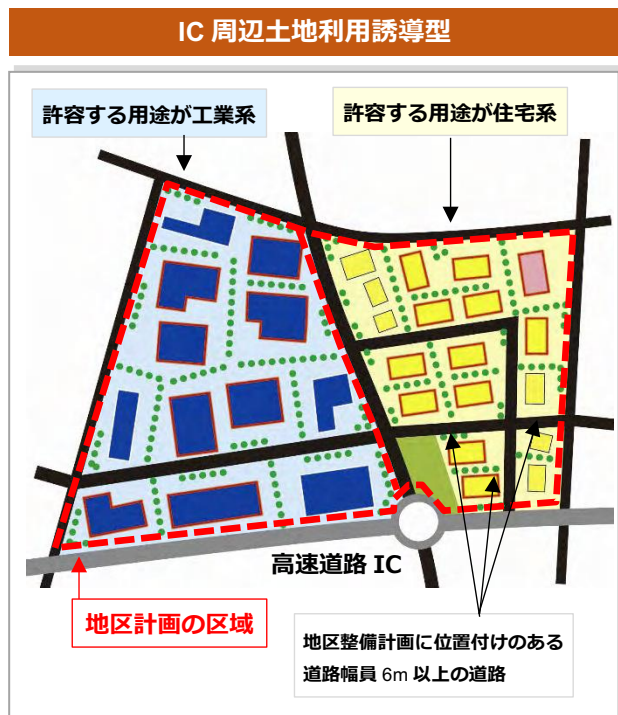 IC 周辺土地利用誘導型
許容する用途が工業系
許容する用途が住宅系
高速道路 IC
地区計画の区域
地区整備計画に位置付けのある
道路幅員 6m 以上の道路